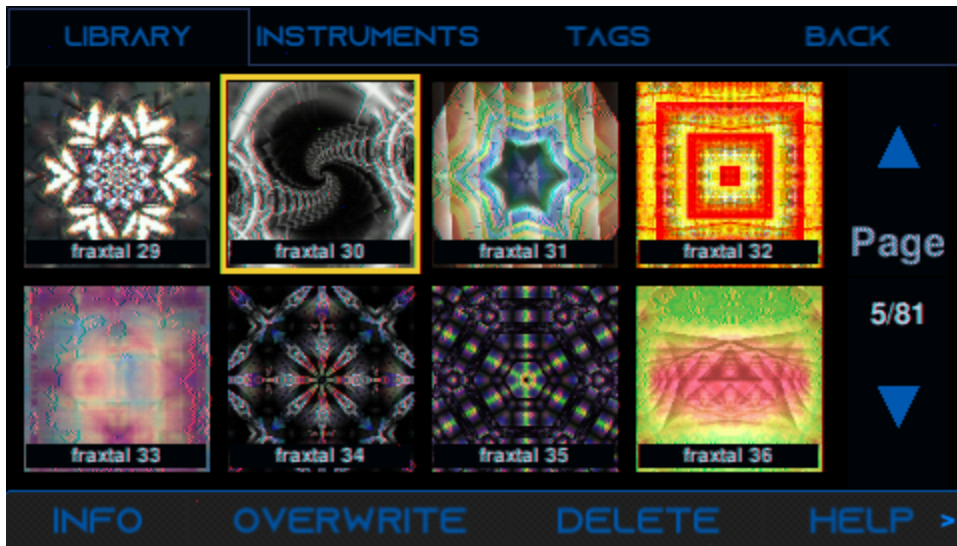 LIBRARY INSTRUMENTS TAGS BACK
fraxtal 29 fraxtal 30 fraxtal 31 fraxtal 32
Page
5/81
fraxtal 33 fraxtal 34 fraxtal 35 fraxtal 36
INFO OVERWRITE DELETE HELP >